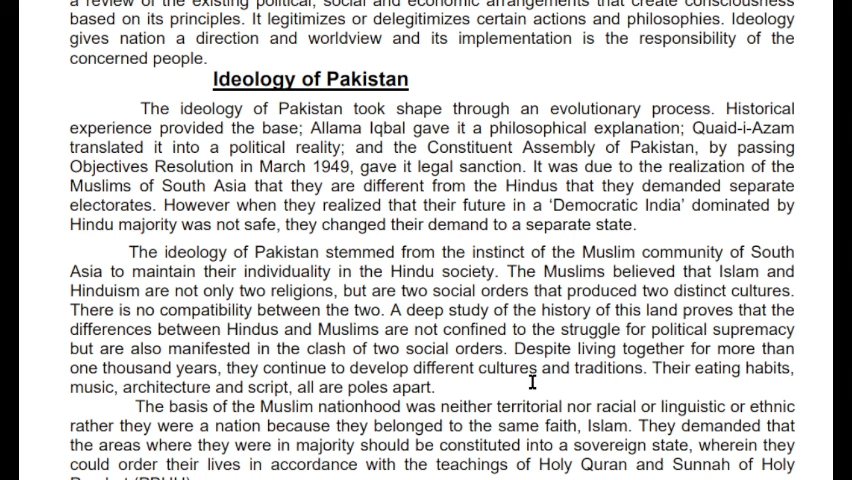 a review of the existing political, social and economic arrangements that create consciousness
based on its principles. It legitimizes or delegitimizes certain actions and philosophies. Ideology
gives nation a direction and worldview and its implementation is the responsibility of the
concerned people.
Ideology of Pakistan
The ideology of Pakistan took shape through an evolutionary process. Historical
experience provided the base; Allama Iqbal gave it a philosophical explanation; Quaid-i-Azam
translated it into a political reality; and the Constituent Assembly of Pakistan, by passing
Objectives Resolution in March 1949, gave it legal sanction. It was due to the realization of the
Muslims of South Asia that they are different from the Hindus that they demanded separate
electorates. However when they realized that their future in a ‘Democratic India’ dominated by
Hindu majority was not safe, they changed their demand to a separate state.
The ideology of Pakistan stemmed from the instinct of the Muslim community of South
Asia to maintain their individuality in the Hindu society. The Muslims believed that Islam and
Hinduism are not only two religions, but are two social orders that produced two distinct cultures.
There is no compatibility between the two. A deep study of the history of this land proves that the
differences between Hindus and Muslims are not confined to the struggle for political supremacy
but are also manifested in the clash of two social orders. Despite living together for more than
one thousand years, they continue to develop different cultures and traditions. Their eating habits,
music, architecture and script, all are poles apart.
The basis of the Muslim nationhood was neither territorial nor racial or linguistic or ethnic
rather they were a nation because they belonged to the same faith, Islam. They demanded that
the areas where they were in majority should be constituted into a sovereign state, wherein they
could order their lives in accordance with the teachings of Holy Quran and Sunnah of Holy